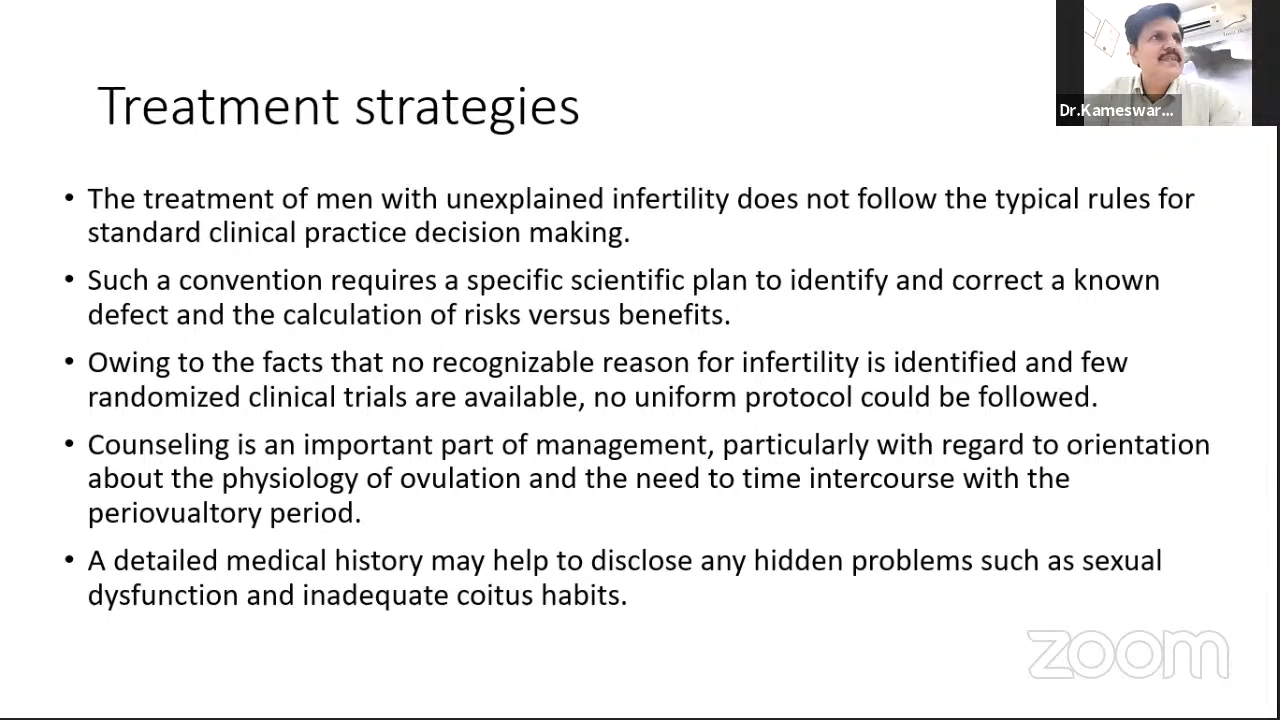 Dr.Kameswar...
Treatment strategies
• The treatment of men with unexplained infertility does not follow the typical rules for
standard clinical practice decision making.
• Such a convention requires a specific scientific plan to identify and correct a known
defect and the calculation of risks versus benefits.
• Owing to the facts that no recognizable reason for infertility is identified and few
randomized clinical trials are available, no uniform protocol could be followed.
• Counseling is an important part of management, particularly with regard to orientation
about the physiology of ovulation and the need to time intercourse with the
periovualtory period.
• A detailed medical history may help to disclose any hidden problems such as sexual
dysfunction and inadequate coitus habits.
zoom